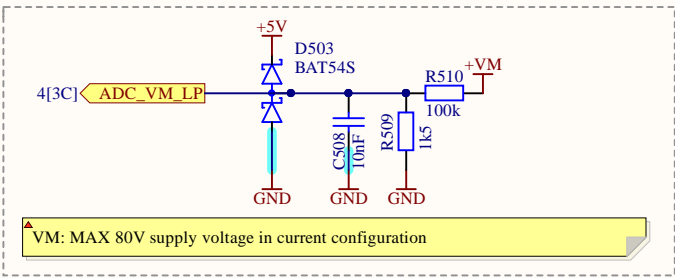 +5V
D503
BAT54S
+VM
4[3C]
ADC_VM_LP
R510
100k
C508
10nF
R509
1k5
GND
GND
GND
VM: MAX 80V supply voltage in current configuration